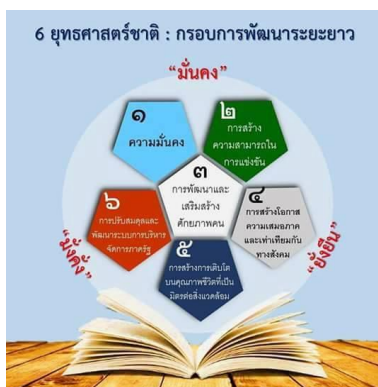 6 ยุทธศาสตร์ชาติ : กรอบการพัฒนาระยะยาว
“มั่นคง”
๑
ความมั่นคง
๒
การสร้าง
ความสามารถใน
การแข่งขัน
๓
การพัฒนาและ
เสริมสร้าง
ศักยภาพคน
๔
การสร้างโอกาส
ความเสมอภาค
และเท่าเทียมกัน
ทางสังคม
๖
การปรับสมดุลและ
พัฒนาระบบการบริหาร
จัดการภาครัฐ
๕
การสร้างการเติบโต
บนคุณภาพชีวิตที่เป็น
มิตรต่อสิ่งแวดล้อม
“มั่งคั่ง”
“ยั่งยืน”